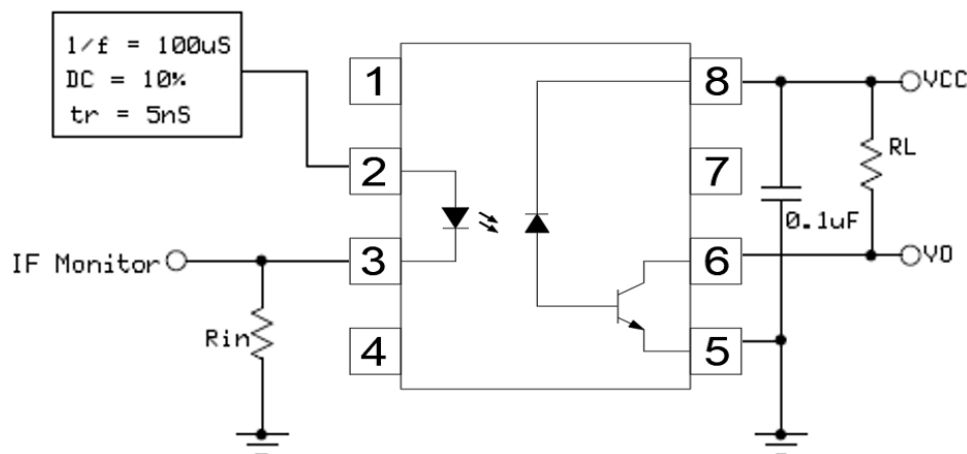 1/f = 100uS
DC = 10%
tr = 5nS
1
2
3
4
8
7
6
5
VCC
RL
0.1uF
VO
IF Monitor
Rin